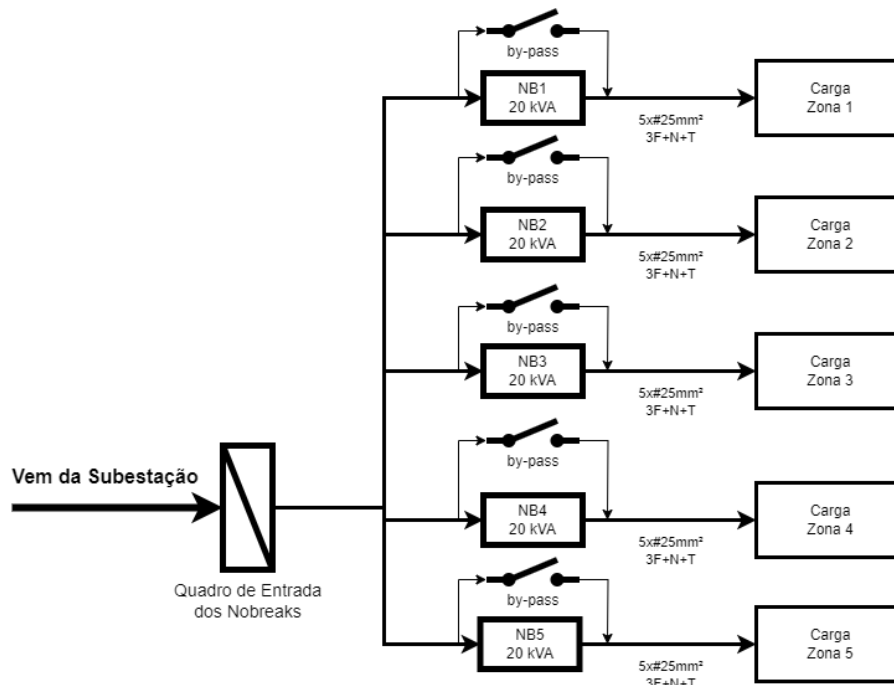 by-pass
NB1
20 kVA
Carga
Zona 1
5x#25mm²
3F+N+T
by-pass
NB2
20 kVA
Carga
Zona 2
5x#25mm²
3F+N+T
by-pass
NB3
20 kVA
Carga
Zona 3
5x#25mm²
3F+N+T
Vem da Subestação
Quadro de Entrada
dos Nobreaks
by-pass
NB4
20 kVA
Carga
Zona 4
5x#25mm²
3F+N+T
by-pass
NB5
20 kVA
Carga
Zona 5
5x#25mm²
3F+N+T